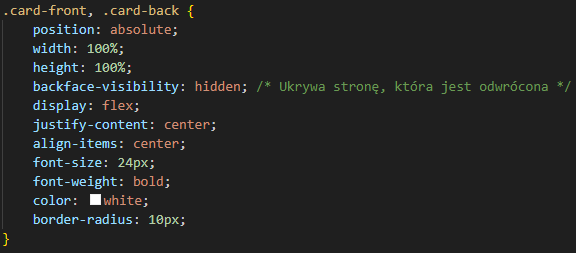 .card-front, .card-back {
    position: absolute;
    width: 100%;
    height: 100%;
    backface-visibility: hidden; /* Ukrywa stronę, która jest odwrócona */
    display: flex;
    justify-content: center;
    align-items: center;
    font-size: 24px;
    font-weight: bold;
    color: white;
    border-radius: 10px;
}